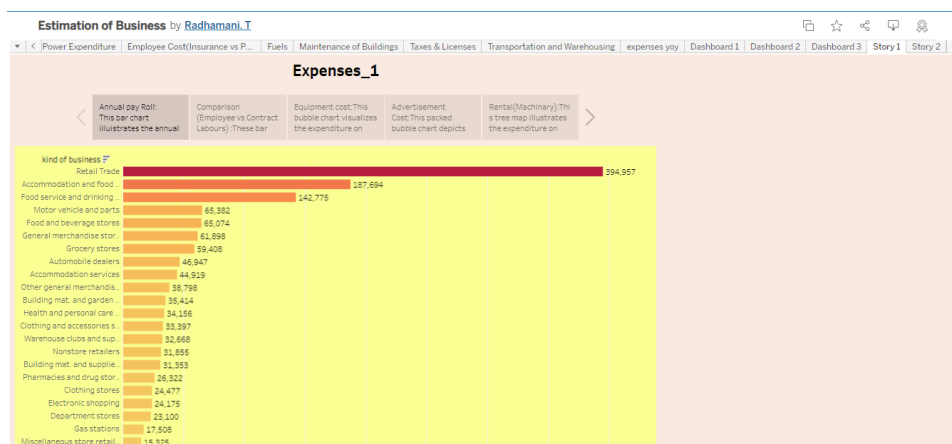 Estimation of Business by Radhamani. T
Power Expenditure Employee Cost(Insurance vs P... Fuels Maintenance of Buildings Taxes & Licenses Transportation and Warehousing expenses yoy Dashboard 1 Dashboard 2 Dashboard 3 Story 1 Story 2
Expenses_1
Annual pay Roll:
This bar chart
illuistrates the annual
Comparison
(Employee vs Contract
Labours) :These bar
Equipment cost:This
bubble chart visualizes
the expenditure on
Advertisement
Cost:This packed
bubble chart depicts
Rental(Machinery):Thi
s tree map illustrates
the expenditure on
kind of business
Retail Trade 394,957
Accommodation and food .. 187,694
Food service and drinking .. 142,775
Motor vehicle and parts 65,382
Food and beverage stores 65,074
General merchandise stor.. 61,898
Grocery stores 59,408
Automobile dealers 46,947
Accommodation services 44,919
Other general merchandis.. 38,798
Building mat. and garden .. 35,414
Health and personal care.. 34,156
Clothing and accessories s.. 33,397
Warehouse clubs and sup.. 32,668
Nonstore retailers 31,855
Building mat. and supplie.. 31,353
Pharmacies and drug stor.. 26,322
Clothing stores 24,477
Electronic shopping 24,175
Department stores 23,100
Gas stations 17,508
Miscellaneous store retail.. 15,325